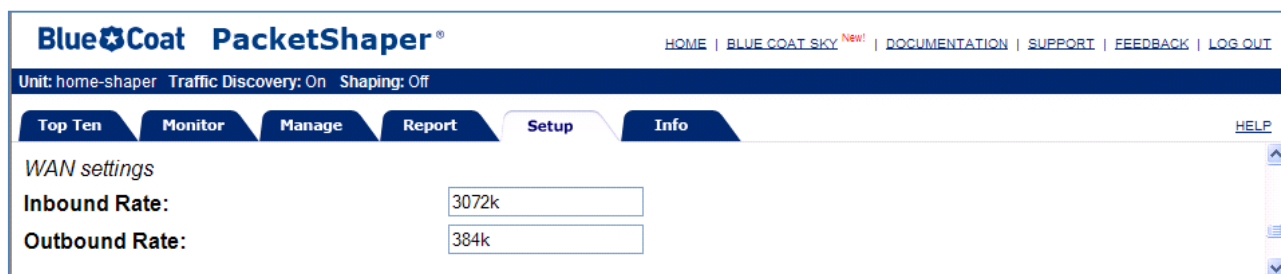 Blue Coat PacketShaper®
HOME | BLUE COAT SKY New! | DOCUMENTATION | SUPPORT | FEEDBACK | LOG OUT
Unit: home-shaper Traffic Discovery: On Shaping: Off
Top Ten Monitor Manage Report Setup Info HELP
WAN settings
Inbound Rate: 3072k
Outbound Rate: 384k